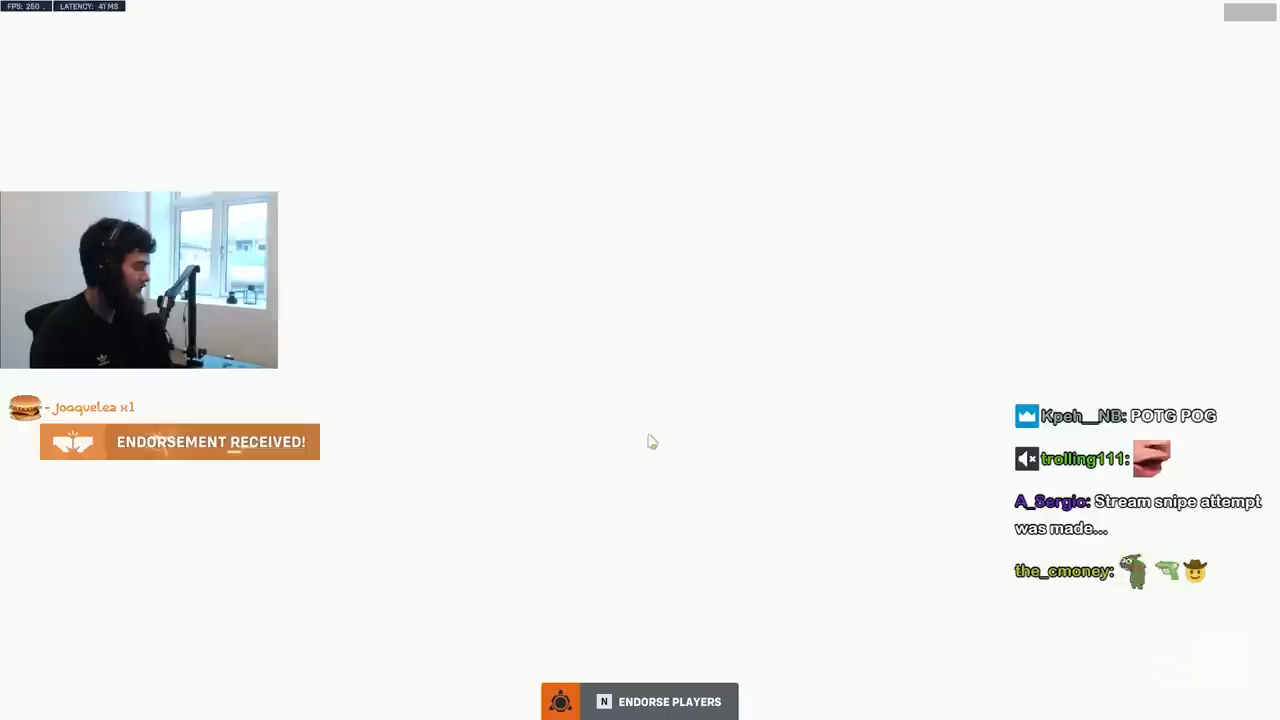 FPS: 250 . LATENCY: 41 MS
- joaquelez x1
ENDORSEMENT RECEIVED!
Kpeh__NB: POTG POG
trolling111:
A_Sergio: Stream snipe attempt
was made...
the_cmoney:
N ENDORSE PLAYERS